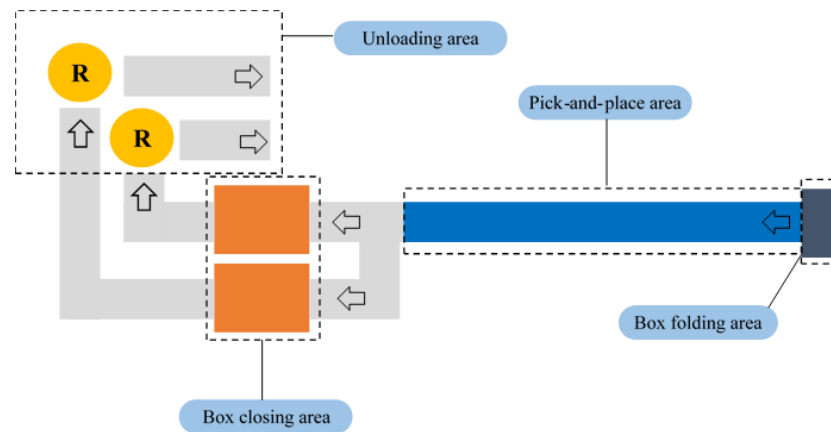 Unloading area
R
Pick-and-place area
R
Box folding area
Box closing area